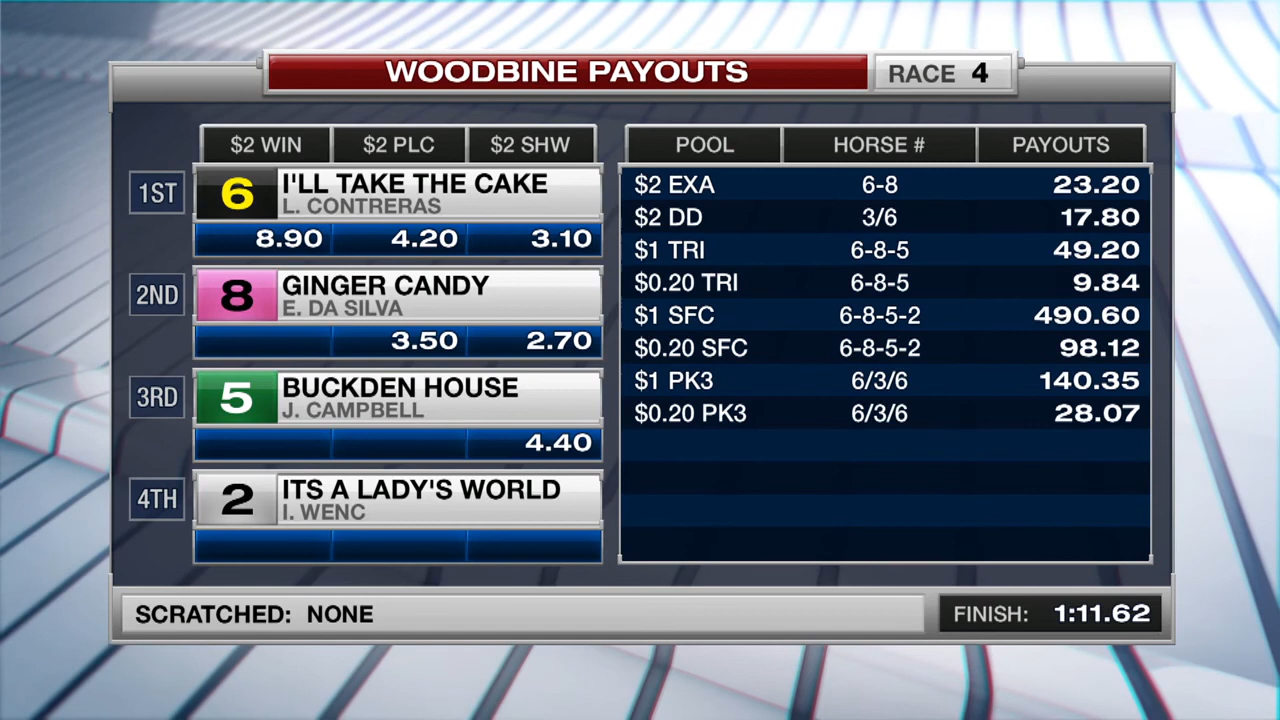 WOODBINE PAYOUTS RACE 4
$2 WIN $2 PLC $2 SHW
1ST 6 I'LL TAKE THE CAKE
L. CONTRERAS
8.90 4.20 3.10
2ND 8 GINGER CANDY
E. DA SILVA
3.50 2.70
3RD 5 BUCKDEN HOUSE
J. CAMPBELL
4.40
4TH 2 ITS A LADY'S WORLD
I. WENC
POOL HORSE # PAYOUTS
$2 EXA 6-8 23.20
$2 DD 3/6 17.80
$1 TRI 6-8-5 49.20
$0.20 TRI 6-8-5 9.84
$1 SFC 6-8-5-2 490.60
$0.20 SFC 6-8-5-2 98.12
$1 PK3 6/3/6 140.35
$0.20 PK3 6/3/6 28.07
SCRATCHED: NONE
FINISH: 1:11.62